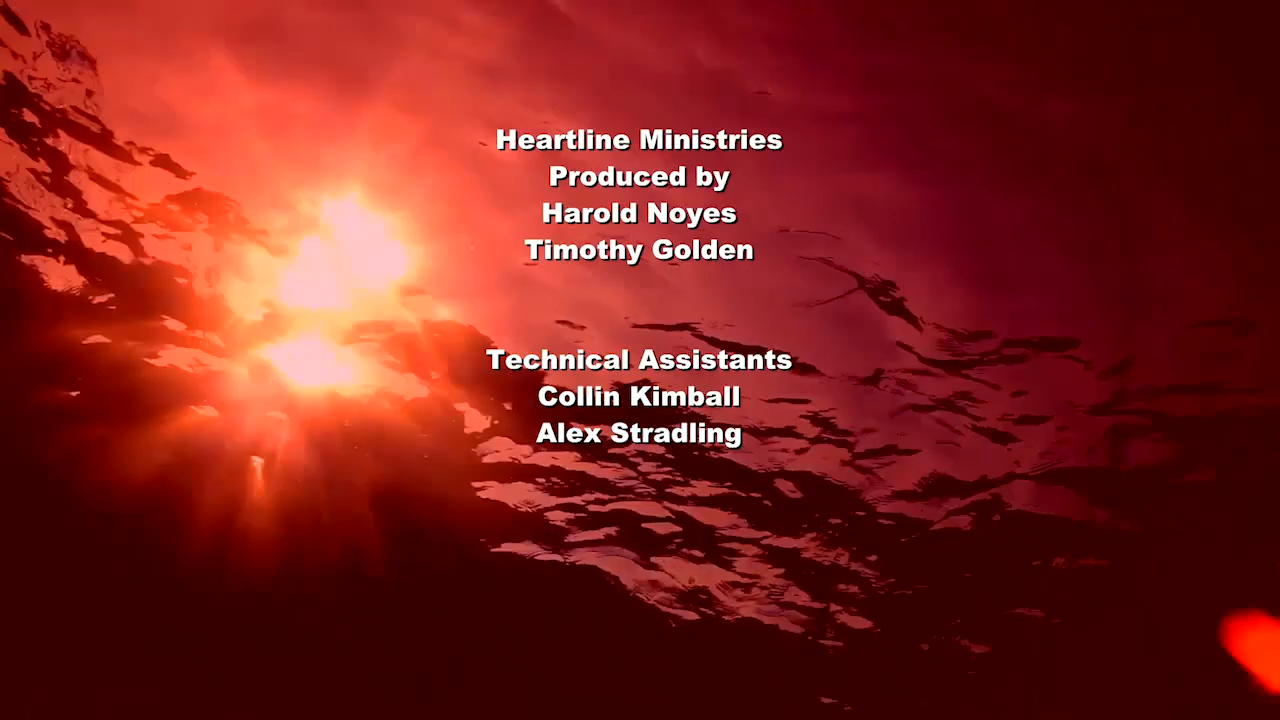 Heartline Ministries
Produced by
Harold Noyes
Timothy Golden
Technical Assistants
Collin Kimball
Alex Stradling